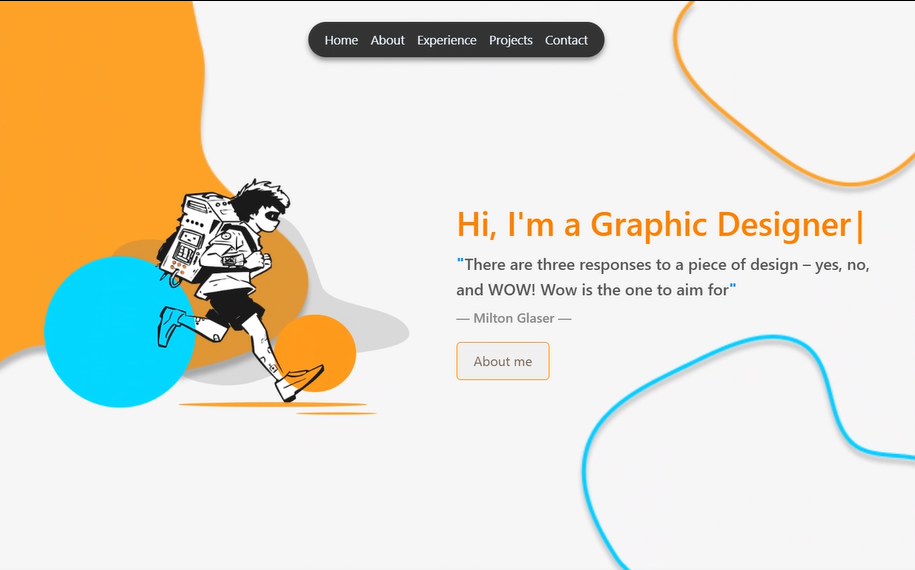 Home About Experience Projects Contact
Hi, I'm a Graphic Designer|
"There are three responses to a piece of design – yes, no,
and WOW! Wow is the one to aim for"
— Milton Glaser —
About me